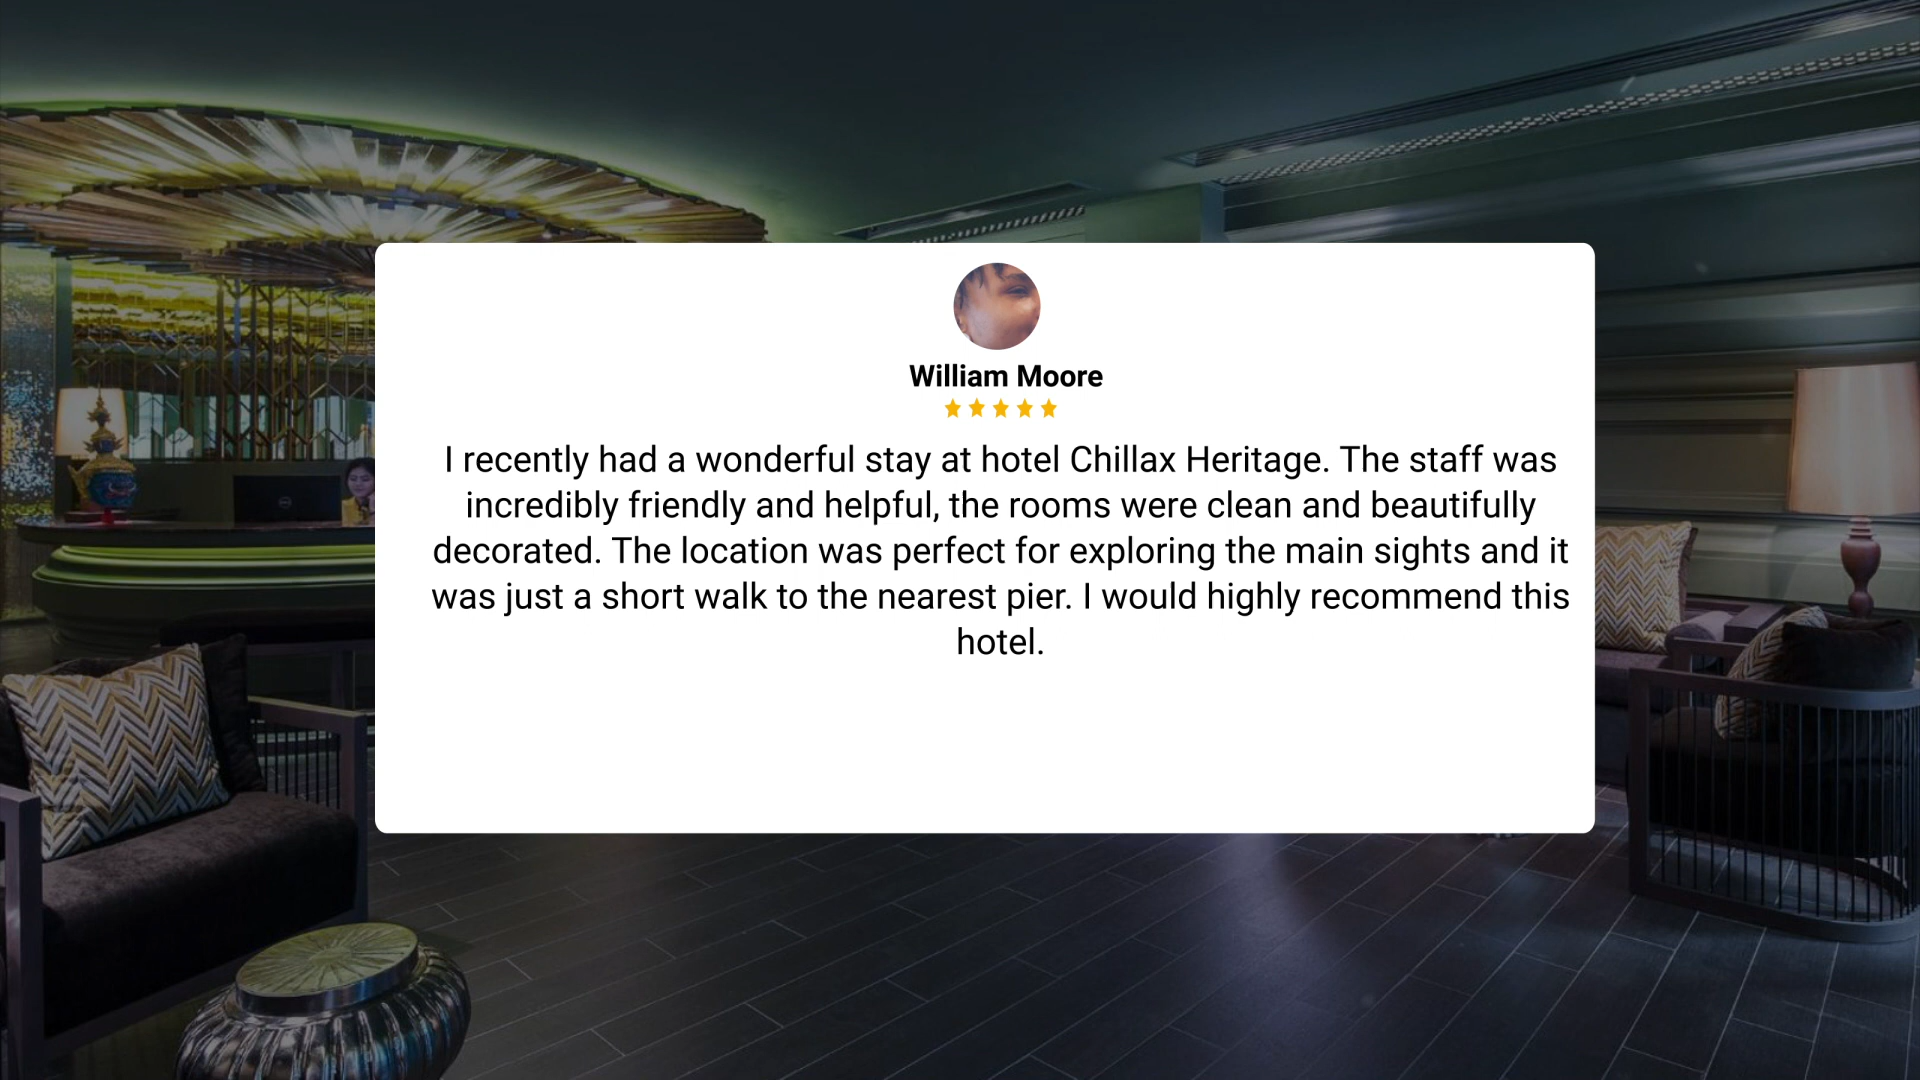 William Moore
I recently had a wonderful stay at hotel Chillax Heritage. The staff was
incredibly friendly and helpful, the rooms were clean and beautifully
decorated. The location was perfect for exploring the main sights and it
was just a short walk to the nearest pier. I would highly recommend this
hotel.